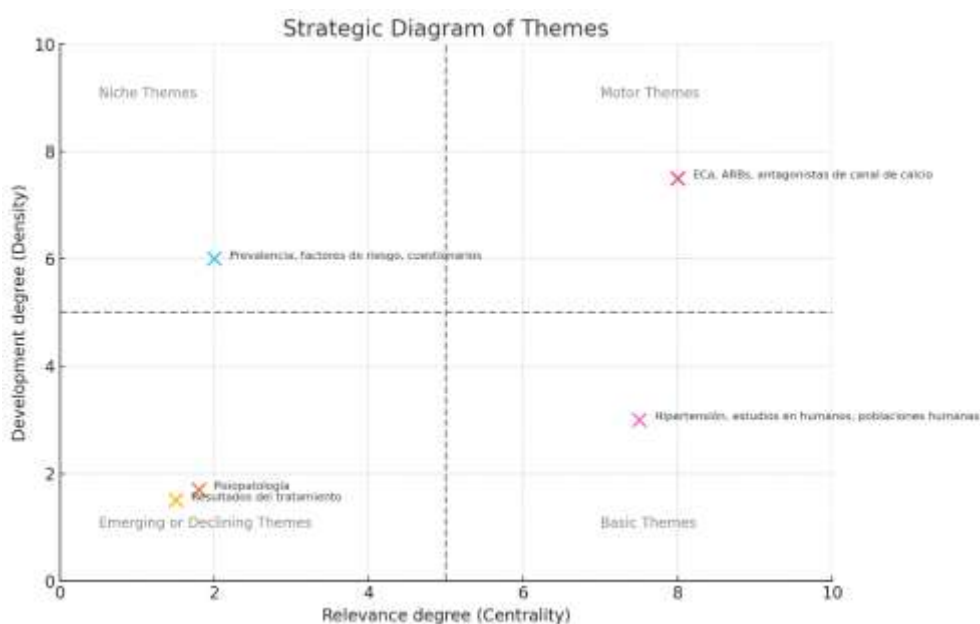 Strategic Diagram of Themes
10
Niche Themes
Motor Themes
8
ECa, ARBs, antagonistas de canal de calcio
6
Prevalencia, factores de riesgo, cuestionarios
Development degree (Density)
4
Hipertensión, estudios en humanos, poblaciones humanas
2
Fisiopatología
Resultados del tratamiento
Emerging or Declining Themes
Basic Themes
0
0 2 4 6 8 10
Relevance degree (Centrality)